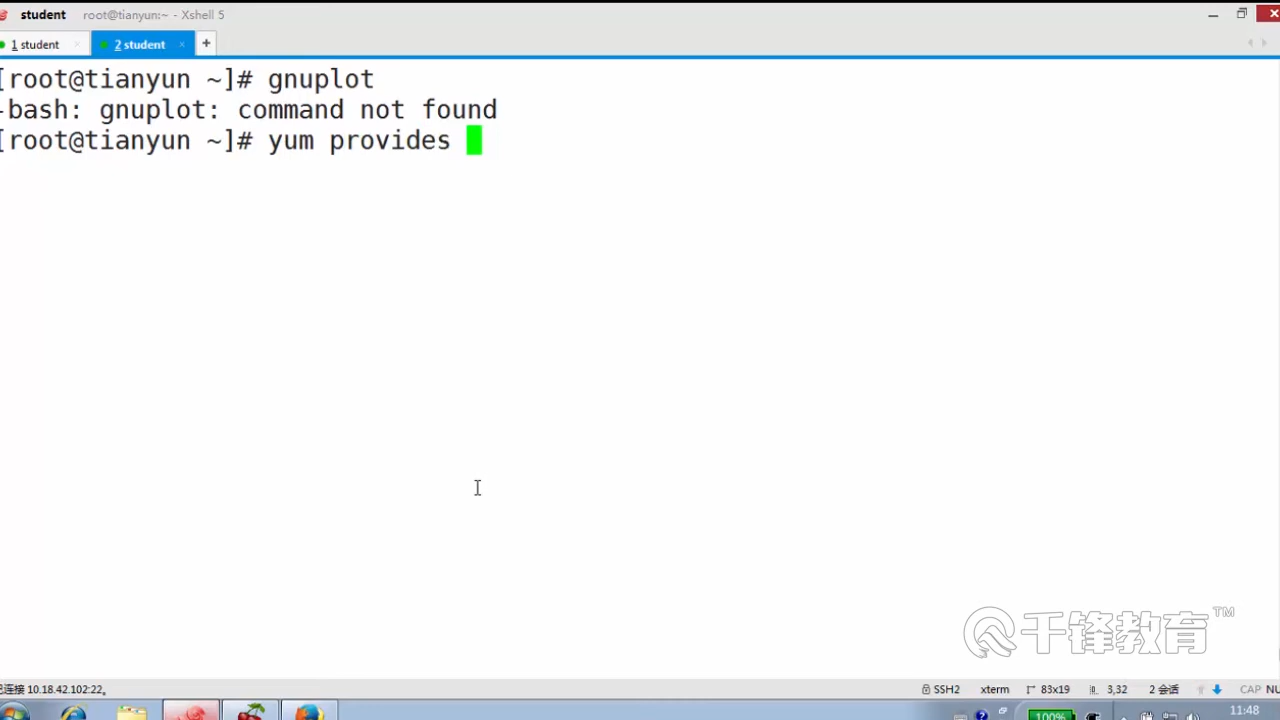 student root@tianyun:~ - Xshell 5
1 student × 2 student × +
[root@tianyun ~]# gnuplot
-bash: gnuplot: command not found
[root@tianyun ~]# yum provides
千锋教育™
已连接 10.18.42.102:22。 SSH2 xterm 83x19 3,32 2 会话 CAP NU
100% 11:48